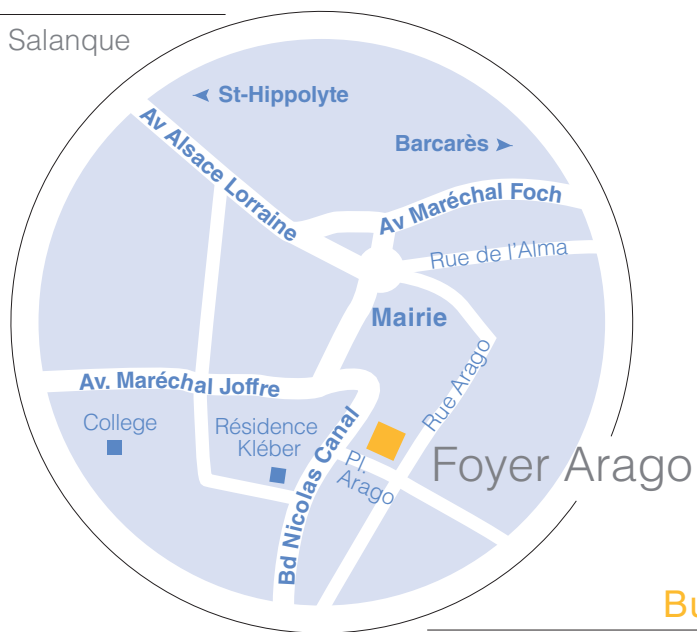 Salanque
St-Hippolyte
Barcarès
Av Alsace Lorraine
Av Maréchal Foch
Rue de l'Alma
Mairie
Av. Maréchal Joffre
Rue Arago
College
Résidence
Kléber
Bd Nicolas Canal
Pl.
Arago
Foyer Arago